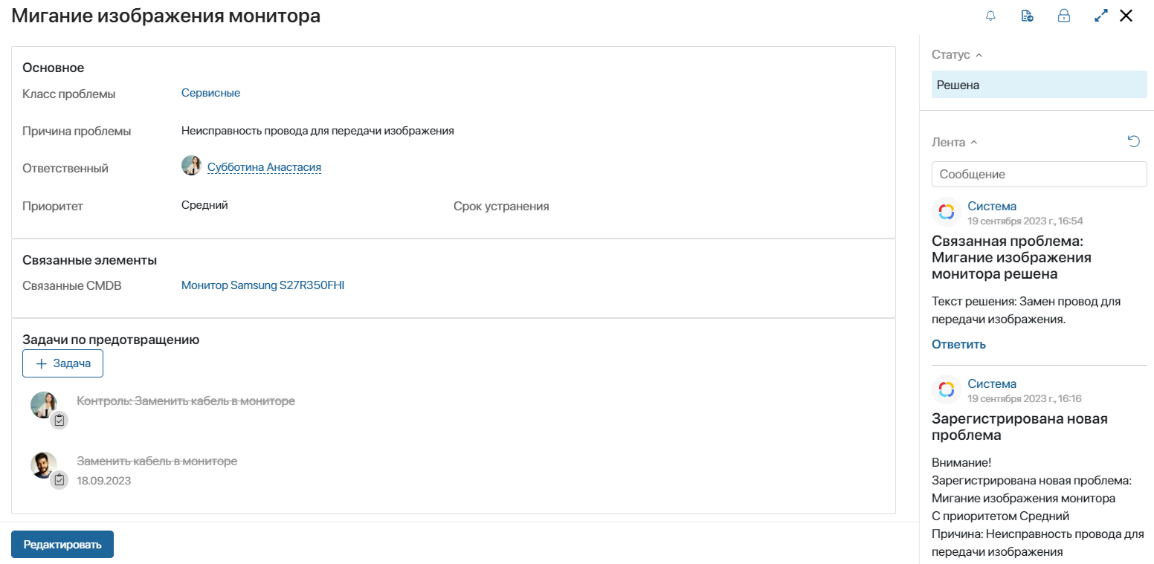 Мигание изображения монитора
Основное
Класс проблемы Сервисные
Причина проблемы Неисправность провода для передачи изображения
Ответственный Субботина Анастасия
Приоритет Средний Срок устранения
Связанные элементы
Связанные CMDB Монитор Samsung S27R350FHI
Задачи по предотвращению
+ Задача
Контроль: Заменить кабель в мониторе
Заменить кабель в мониторе
18.09.2023
Редактировать
Статус
Решена
Лента
Сообщение
Система
19 сентября 2023 г., 16:54
Связанная проблема:
Мигание изображения
монитора решена
Текст решения: Замен провод для
передачи изображения.
Ответить
Система
19 сентября 2023 г., 16:16
Зарегистрирована новая
проблема
Внимание!
Зарегистрирована новая проблема:
Мигание изображения монитора
С приоритетом Средний
Причина: Неисправность провода для
передачи изображения